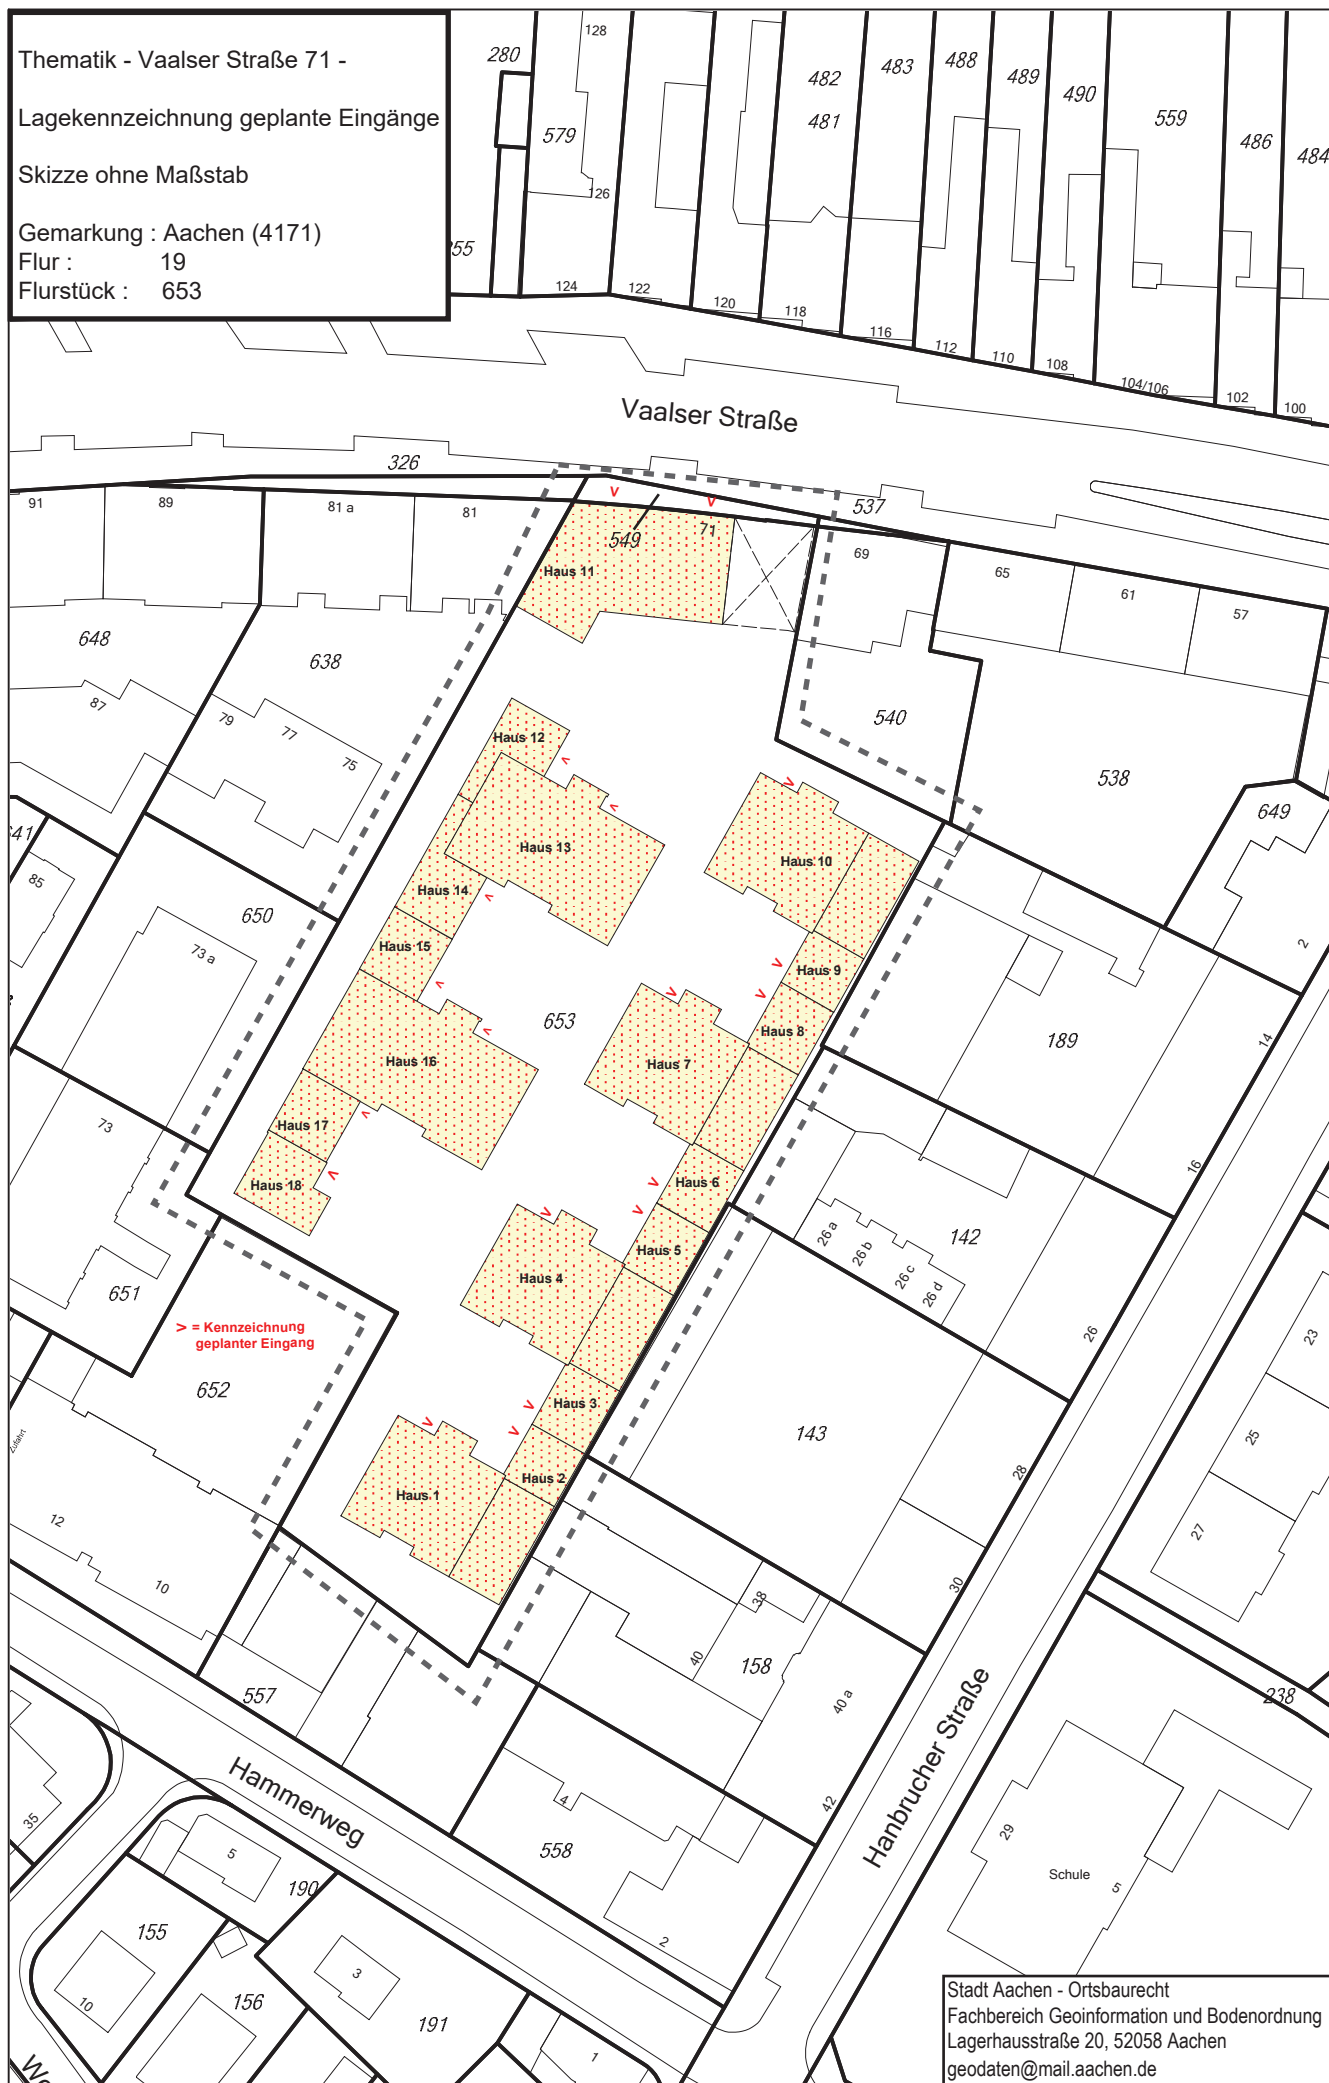 Thematik - Vaalser Straße 71 -
Lagekennzeichnung geplante Eingänge
Skizze ohne Maßstab
Gemarkung : Aachen (4171)
Flur : 19
Flurstück : 653
280
128
579
126
482
481
483
488
489
490
559
486
484
124
122
120
118
116
112
110
108
104/106
102
100
Vaalser Straße
326
537
91
89
81 a
81
549
71
69
65
61
57
Haus 11
648
638
87
79
77
75
540
538
649
2
Haus 12
Haus 13
Haus 10
85
650
73 a
Haus 14
Haus 15
Haus 9
Haus 8
653
189
14
Haus 16
Haus 7
73
Haus 17
Haus 18
Haus 6
Haus 5
16
142
26 a
26 b
26 c
26 d
26
651
Haus 4
23
> = Kennzeichnung
geplanter Eingang
652
Haus 3
143
25
Zufahrt
Haus 2
Haus 1
28
27
12
10
30
38
40
158
40 a
557
238
Hammerweg
Hanbrucher Straße
42
35
4
558
29
Schule
5
5
190
155
2
3
10
156
191
1
Stadt Aachen - Ortsbaurecht
Fachbereich Geoinformation und Bodenordnung
Lagerhausstraße 20, 52058 Aachen
geodaten@mail.aachen.de